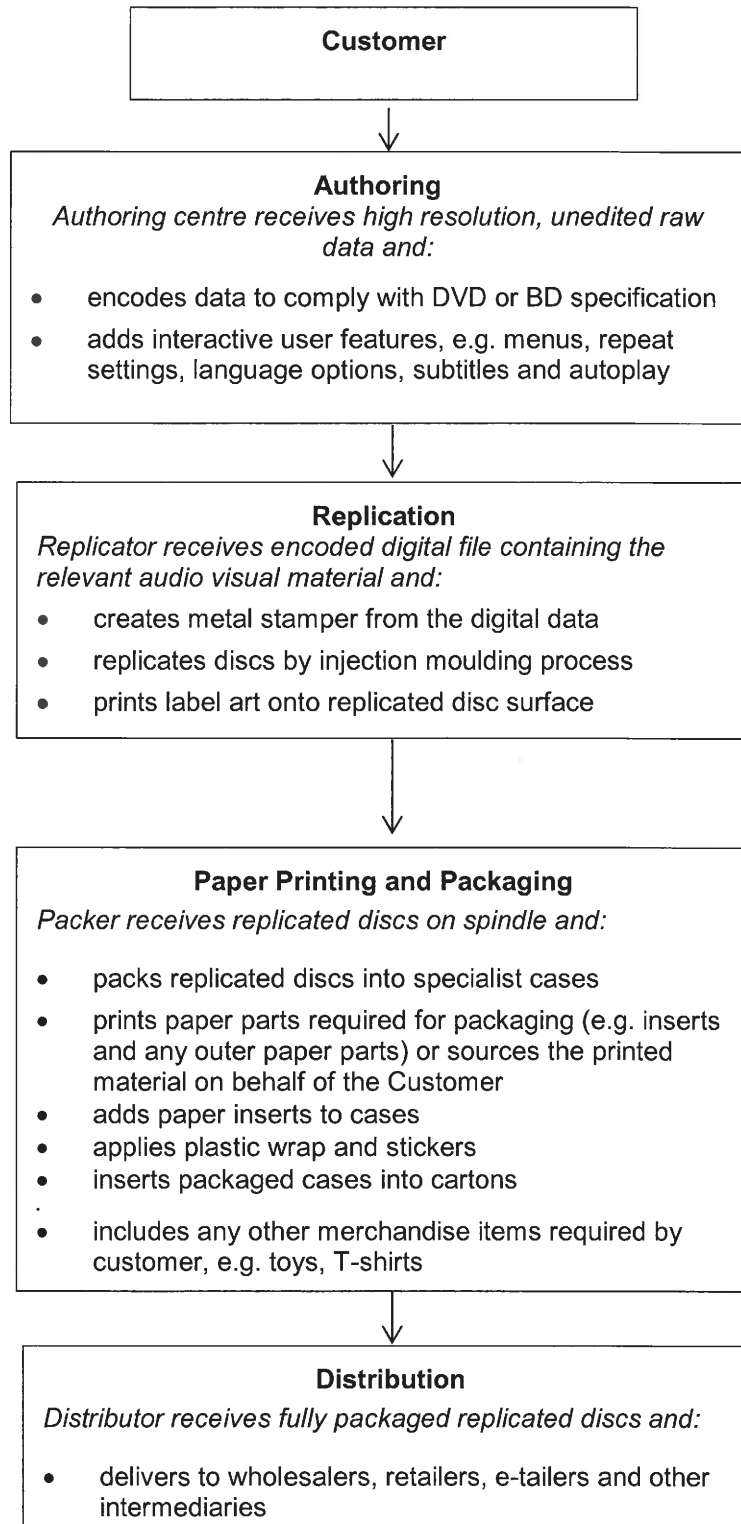 Customer
Authoring
Authoring centre receives high resolution, unedited raw
data and:
• encodes data to comply with DVD or BD specification
• adds interactive user features, e.g. menus, repeat
settings, language options, subtitles and autoplay
Replication
Replicator receives encoded digital file containing the
relevant audio visual material and:
• creates metal stamper from the digital data
• replicates discs by injection moulding process
• prints label art onto replicated disc surface
Paper Printing and Packaging
Packer receives replicated discs on spindle and:
• packs replicated discs into specialist cases
• prints paper parts required for packaging (e.g. inserts
and any outer paper parts) or sources the printed
material on behalf of the Customer
• adds paper inserts to cases
• applies plastic wrap and stickers
• inserts packaged cases into cartons
• includes any other merchandise items required by
customer, e.g. toys, T-shirts
Distribution
Distributor receives fully packaged replicated discs and:
• delivers to wholesalers, retailers, e-tailers and other
intermediaries